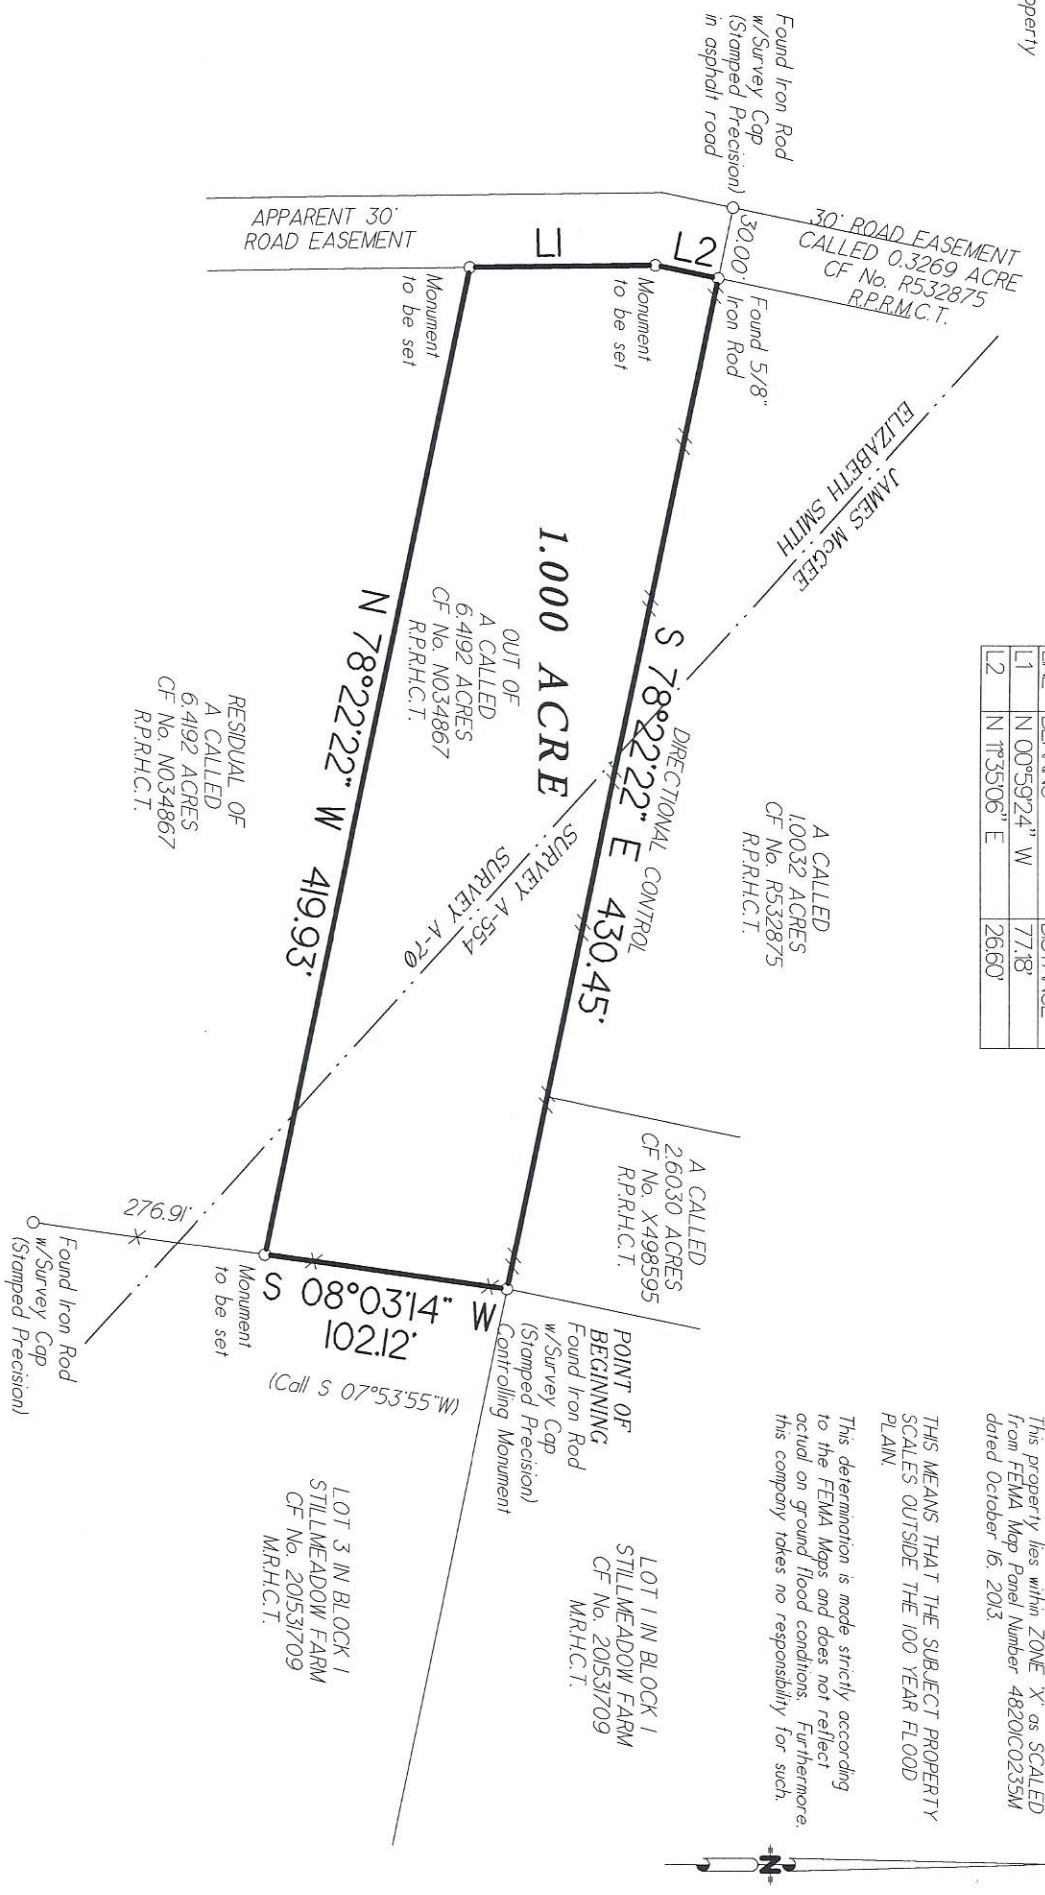 operty
Found Iron Rod
w/Survey Cap
(Stamped Precision)
in asphalt road
30.00'
30' ROAD EASEMENT
CALLED 0.3269 ACRE
CF No. R532875
R.P.R.M.C.T.
APPARENT 30'
ROAD EASEMENT
L1
L2
Monument
to be set
Monument
to be set
Found 5/8"
Iron Rod
ELIZABETH SMITH
JAMES McGEE
L1 N 00°59'24" W 77.18'
L2 N 11°35'06" E 26.60'
S 78°22'22" E 430.45'
DIRECTIONAL CONTROL
A CALLED
1.0032 ACRES
CF No. R532875
R.P.R.H.C.T.
1.000 ACRE
OUT OF
A CALLED
6.4192 ACRES
CF No. N034867
R.P.R.H.C.T.
N 78°22'22" W 419.93'
SURVEY A-554
SURVEY A-70
RESIDUAL OF
A CALLED
6.4192 ACRES
CF No. N034867
R.P.R.H.C.T.
A CALLED
2.6030 ACRES
CF No. X498595
R.P.R.H.C.T.
276.91'
Found Iron Rod
w/Survey Cap
(Stamped Precision)
Monument
to be set
S 08°03'14" W
102.12'
(Call S 07°53'55"W)
POINT OF
BEGINNING
Found Iron Rod
w/Survey Cap
(Stamped Precision)
Controlling Monument
LOT 1 IN BLOCK 1
STILLMEADOW FARM
CF No. 201531709
M.R.H.C.T.
LOT 3 IN BLOCK 1
STILLMEADOW FARM
CF No. 201531709
M.R.H.C.T.
This property lies within ZONE 'X' as SCALED
from FEMA Map Panel Number 48201C0235M
dated October 16, 2013.
THIS MEANS THAT THE SUBJECT PROPERTY
SCALES OUTSIDE THE 100 YEAR FLOOD
PLAIN.
This determination is made strictly according
to the FEMA Maps and does not reflect
actual on ground flood conditions. Furthermore,
this company takes no responsibility for such.
N